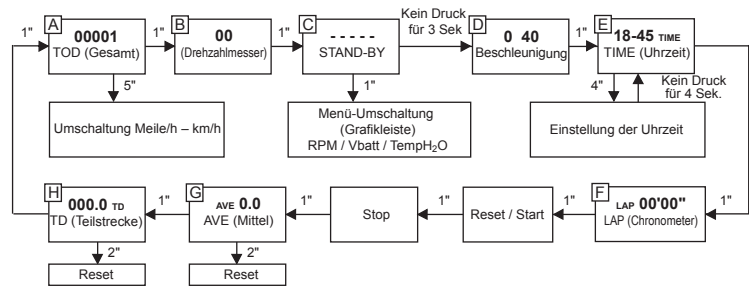 A
00001
TOD (Gesamt)
1"
1"
5"
Umschaltung Meile/h – km/h
B
00
(Drehzahlmesser)
1"
C
- - - - -
STAND-BY
1"
Menü-Umschaltung
(Grafikleiste)
RPM / Vbatt / TempH₂O
Kein Druck
für 3 Sek
D
0 40
Beschleunigung
1"
E
18-45 TIME
TIME (Uhrzeit)
4"
Kein Druck
für 4 Sek.
Einstellung der Uhrzeit
1"
H
000.0 TD
TD (Teilstrecke)
2"
Reset
1"
G
AVE 0.0
AVE (Mittel)
2"
Reset
1"
Stop
1"
Reset / Start
1"
F
LAP 00'00"
LAP (Chronometer)
1"